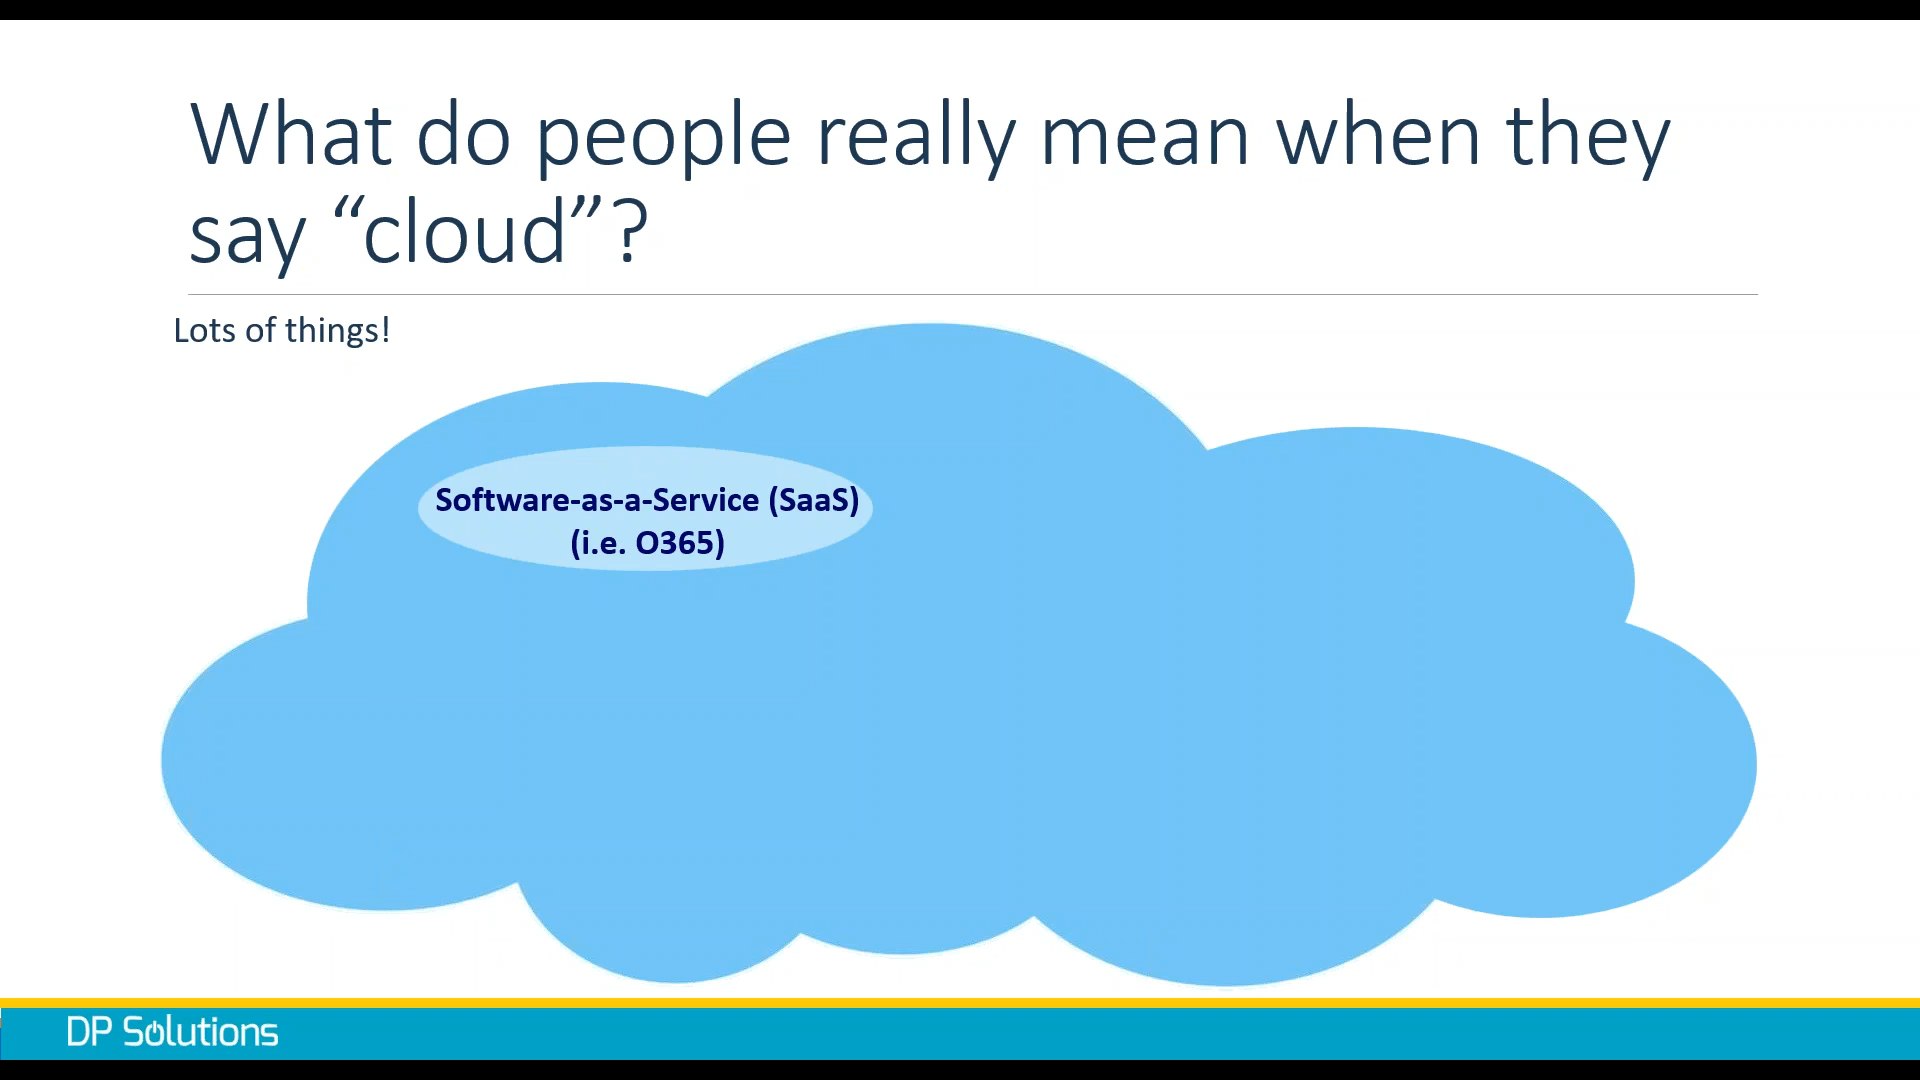 What do people really mean when they
say “cloud”?
Lots of things!
Software-as-a-Service (SaaS)
(i.e. O365)
DP Solutions